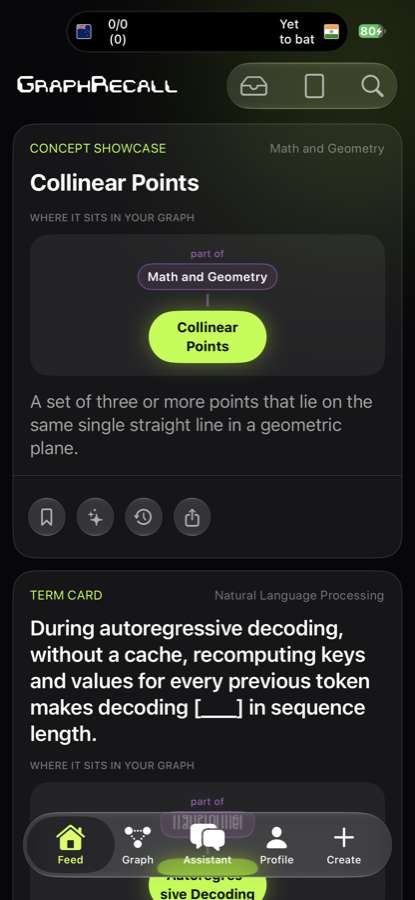 0/0
(0)
Yet
to bat
80
GRAPHRECALL
CONCEPT SHOWCASE
Math and Geometry
Collinear Points
WHERE IT SITS IN YOUR GRAPH
part of
Math and Geometry
Collinear
Points
A set of three or more points that lie on the
same single straight line in a geometric
plane.
TERM CARD
Natural Language Processing
During autoregressive decoding,
without a cache, recomputing keys
and values for every previous token
makes decoding [____] in sequence
length.
WHERE IT SITS IN YOUR GRAPH
part of
Feed
Graph
Assistant
Profile
Create
Autoregres-
sive Decoding